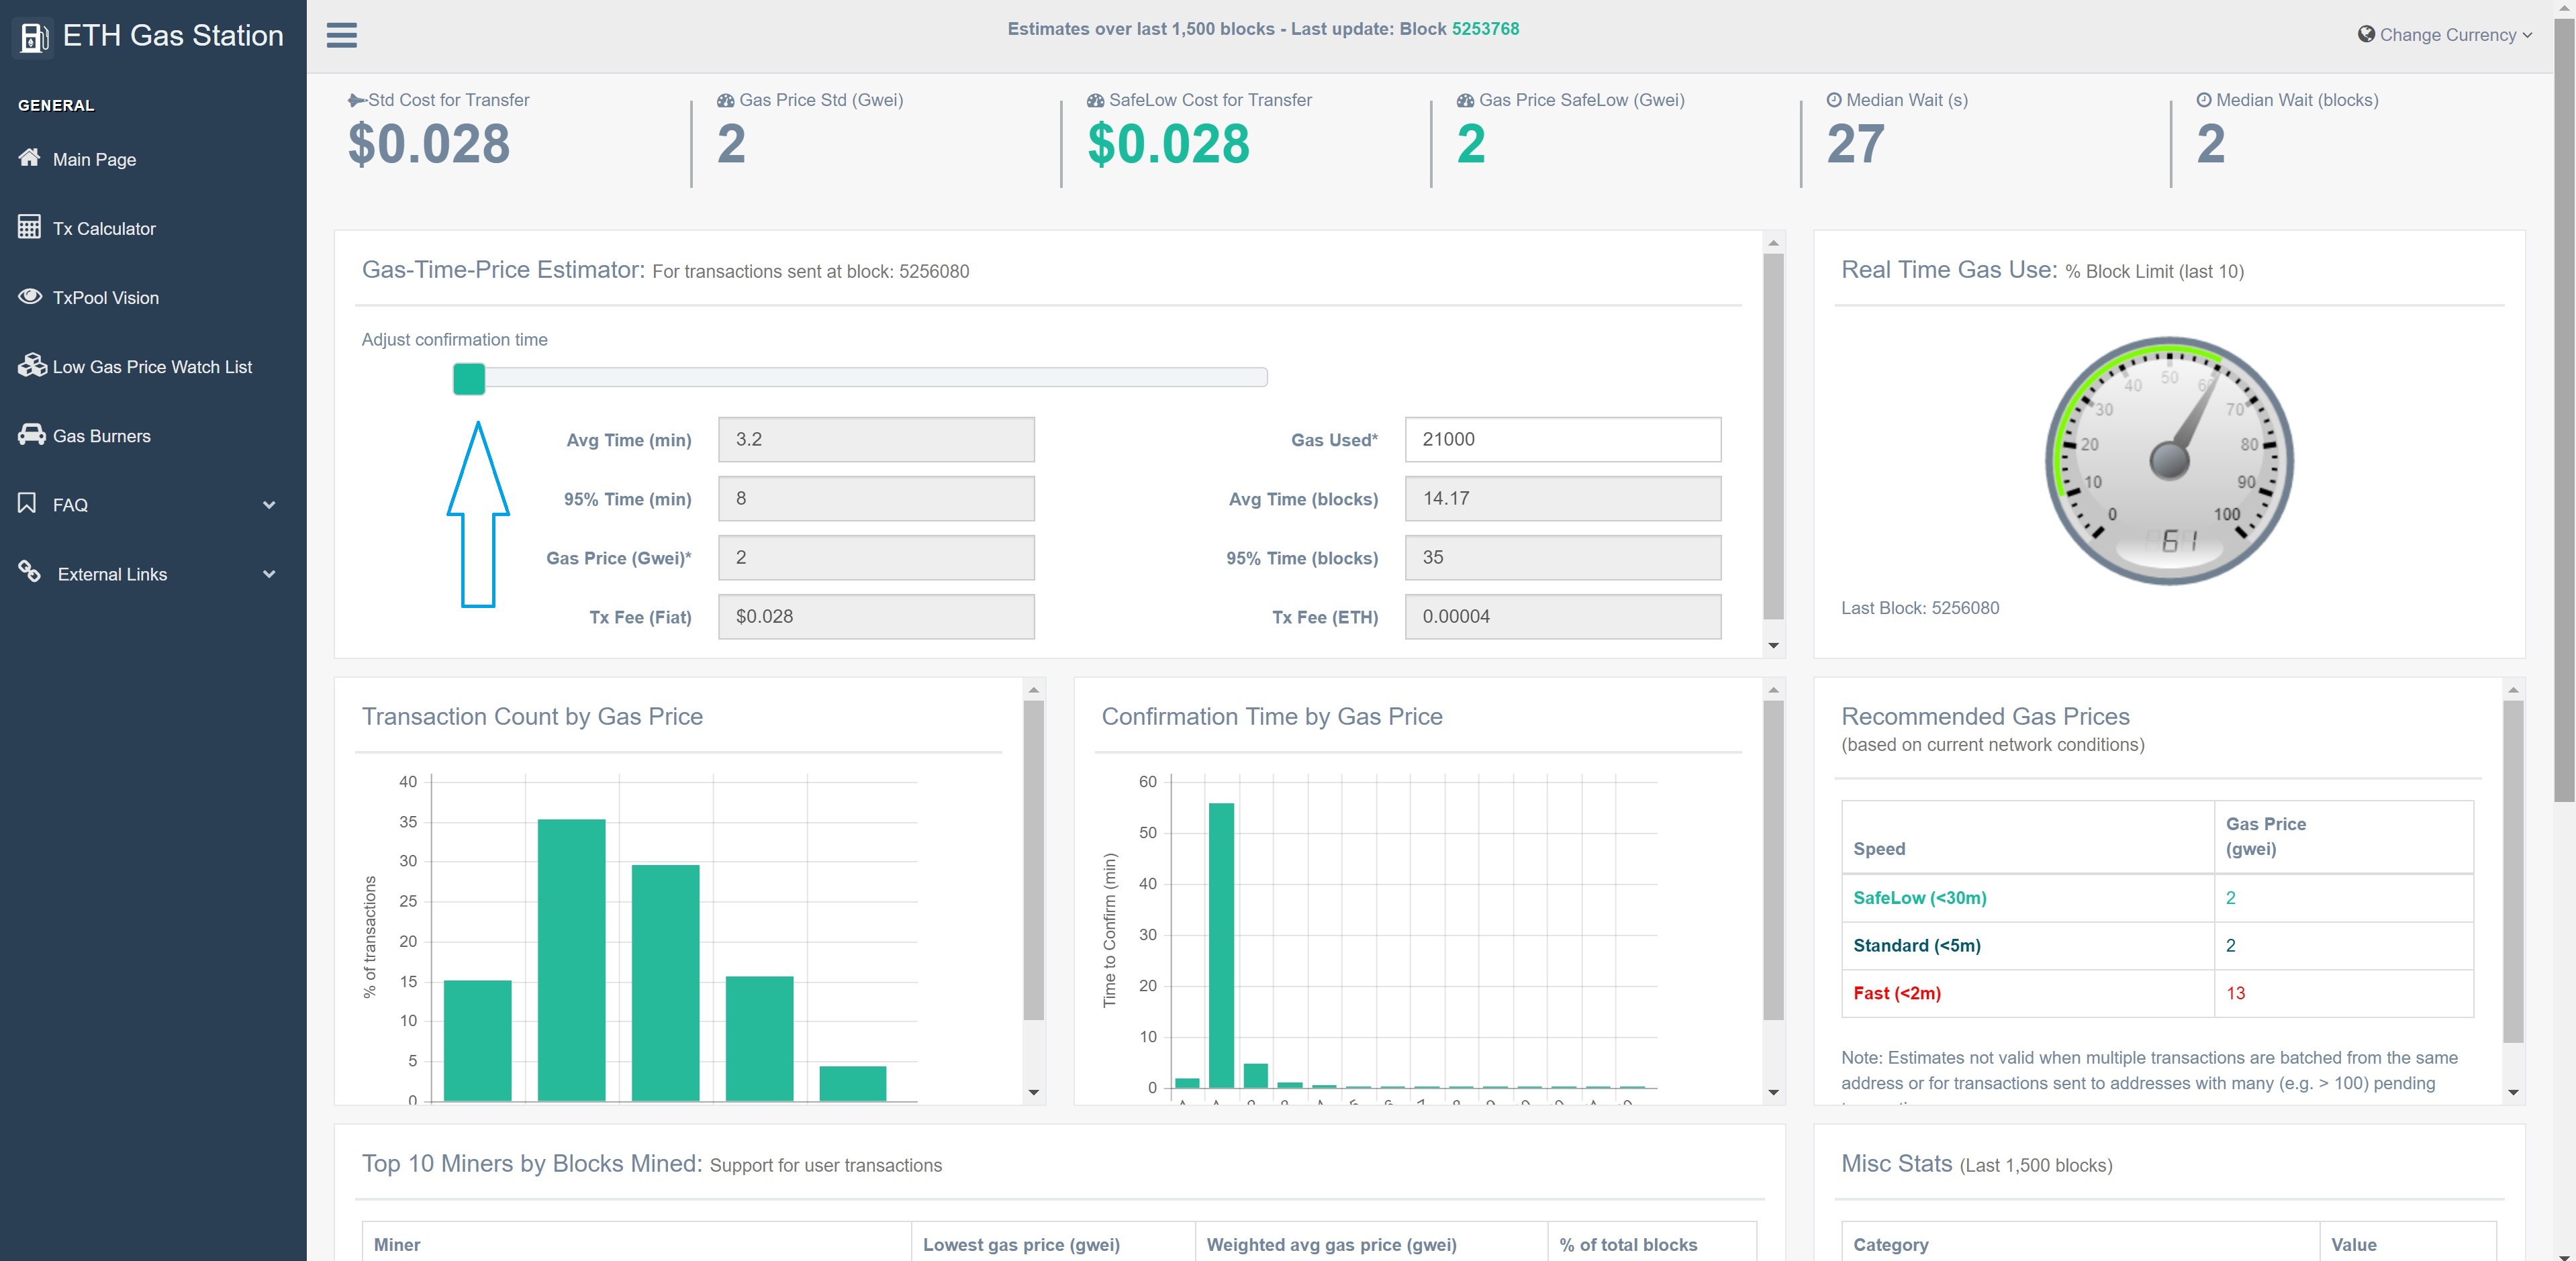 ETH Gas Station
Estimates over last 1,500 blocks - Last update: Block 5253768
Change Currency
GENERAL
Main Page
Tx Calculator
TxPool Vision
Low Gas Price Watch List
Gas Burners
FAQ
External Links
Std Cost for Transfer
$0.028
Gas Price Std (Gwei)
2
SafeLow Cost for Transfer
$0.028
Gas Price SafeLow (Gwei)
2
Median Wait (s)
27
Median Wait (blocks)
2
Gas-Time-Price Estimator: For transactions sent at block: 5256080
Adjust confirmation time
Avg Time (min) 3.2
Gas Used* 21000
95% Time (min) 8
Avg Time (blocks) 14.17
Gas Price (Gwei)* 2
95% Time (blocks) 35
Tx Fee (Fiat) $0.028
Tx Fee (ETH) 0.00004
Real Time Gas Use: % Block Limit (last 10)
0
10
20
30
40
50
60
70
80
90
100
61
Last Block: 5256080
Transaction Count by Gas Price
% of transactions
40
35
30
25
20
15
10
5
0
Confirmation Time by Gas Price
Time to Confirm (min)
60
50
40
30
20
10
0
Recommended Gas Prices
(based on current network conditions)
Speed Gas Price (gwei)
SafeLow (<30m) 2
Standard (<5m) 2
Fast (<2m) 13
Note: Estimates not valid when multiple transactions are batched from the same
address or for transactions sent to addresses with many (e.g. > 100) pending
Top 10 Miners by Blocks Mined: Support for user transactions
Miner Lowest gas price (gwei) Weighted avg gas price (gwei) % of total blocks
Misc Stats (Last 1,500 blocks)
Category Value